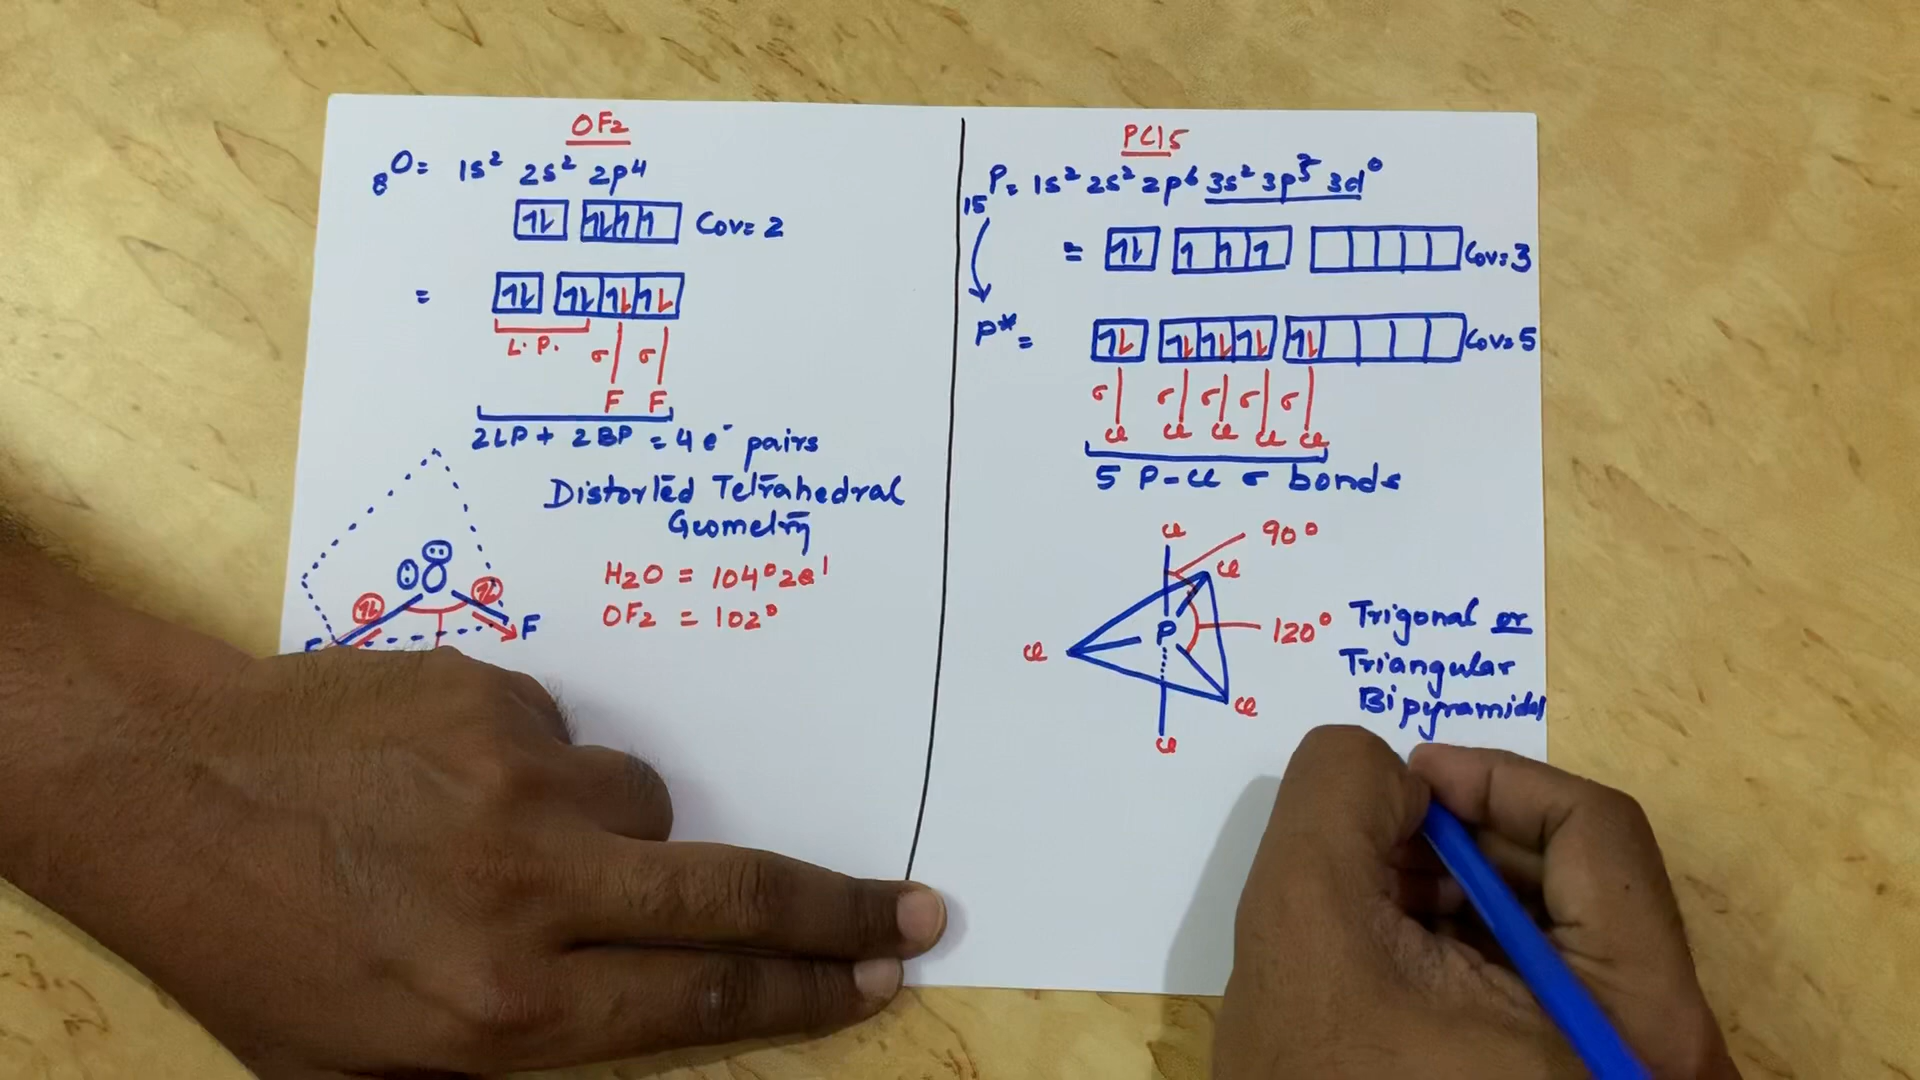 OF2
8O = 1s² 2s² 2p⁴
Cov = 2
=
L.P. σ σ
F F
2LP + 2BP = 4e⁻ pairs
Distorted Tetrahedral
Geometry
H2O = 104°28'
OF2 = 102°
F
PCl5
15P = 1s² 2s² 2p⁶ 3s² 3p³ 3d⁰
= Cov = 3
P* = Cov = 5
σ σ σ σ σ
Cl Cl Cl Cl Cl
5 P-Cl σ bonds
Cl 90°
Cl
P 120°
Cl
Cl
Cl
Trigonal or
Triangular
Bipyramidal